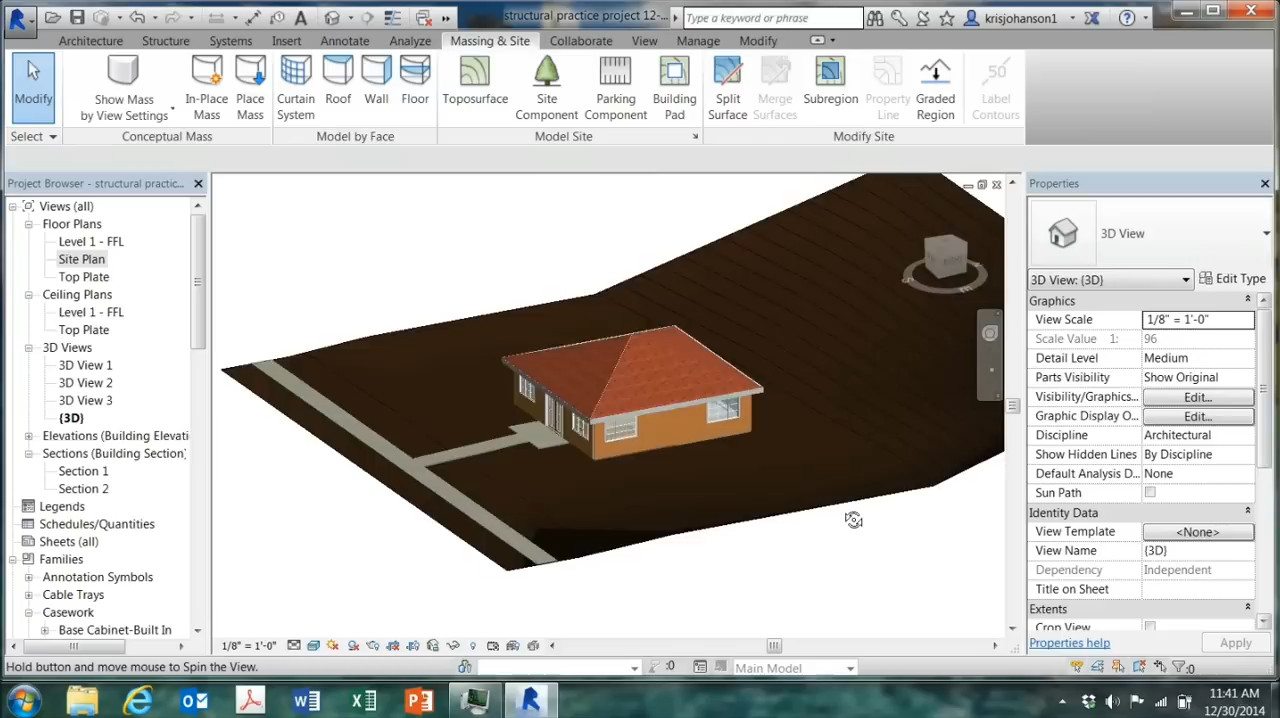 structural practice project 12-...
Type a keyword or phrase
krisjohanson1
Architecture Structure Systems Insert Annotate Analyze Massing & Site Collaborate View Manage Modify
Modify
Show Mass
by View Settings
In-Place
Mass
Place
Mass
Curtain
System
Roof
Wall
Floor
Toposurface
Site
Component
Parking
Component
Building
Pad
Split
Surface
Merge
Surfaces
Subregion
Property
Line
Graded
Region
50
Label
Contours
Select
Conceptual Mass
Model by Face
Model Site
Modify Site
Project Browser - structural practic...
Views (all)
Floor Plans
Level 1 - FFL
Site Plan
Top Plate
Ceiling Plans
Level 1 - FFL
Top Plate
3D Views
3D View 1
3D View 2
3D View 3
{3D}
Elevations (Building Elevati
Sections (Building Section)
Section 1
Section 2
Legends
Schedules/Quantities
Sheets (all)
Families
Annotation Symbols
Cable Trays
Casework
Base Cabinet-Built In
Properties
3D View
3D View: {3D}
Edit Type
Graphics
View Scale 1/8" = 1'-0"
Scale Value 1: 96
Detail Level Medium
Parts Visibility Show Original
Visibility/Graphics... Edit...
Graphic Display O... Edit...
Discipline Architectural
Show Hidden Lines By Discipline
Default Analysis D... None
Sun Path
Identity Data
View Template <None>
View Name {3D}
Dependency Independent
Title on Sheet
Extents
Crop View
Properties help
Apply
1/8" = 1'-0"
Hold button and move mouse to Spin the View.
:0
Main Model
:0
11:41 AM
12/30/2014